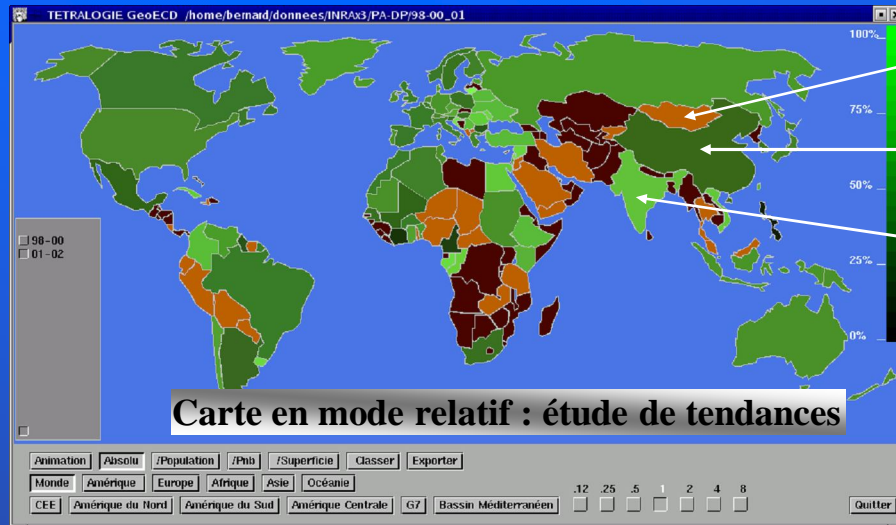 TETRALOGIE GeoECD /home/bernard/donnees/INRAx3/PA-DP/98-00_01
100%
75%
50%
25%
0%
98-00
01-02
Carte en mode relatif : étude de tendances
Animation Absolu /Population /Pnb /Superficie Classer Exporter
Monde Amérique Europe Afrique Asie Océanie
.12 .25 .5 1 2 4 8
CEE Amérique du Nord Amérique du Sud Amérique Centrale G7 Bassin Méditerranéen Quitter